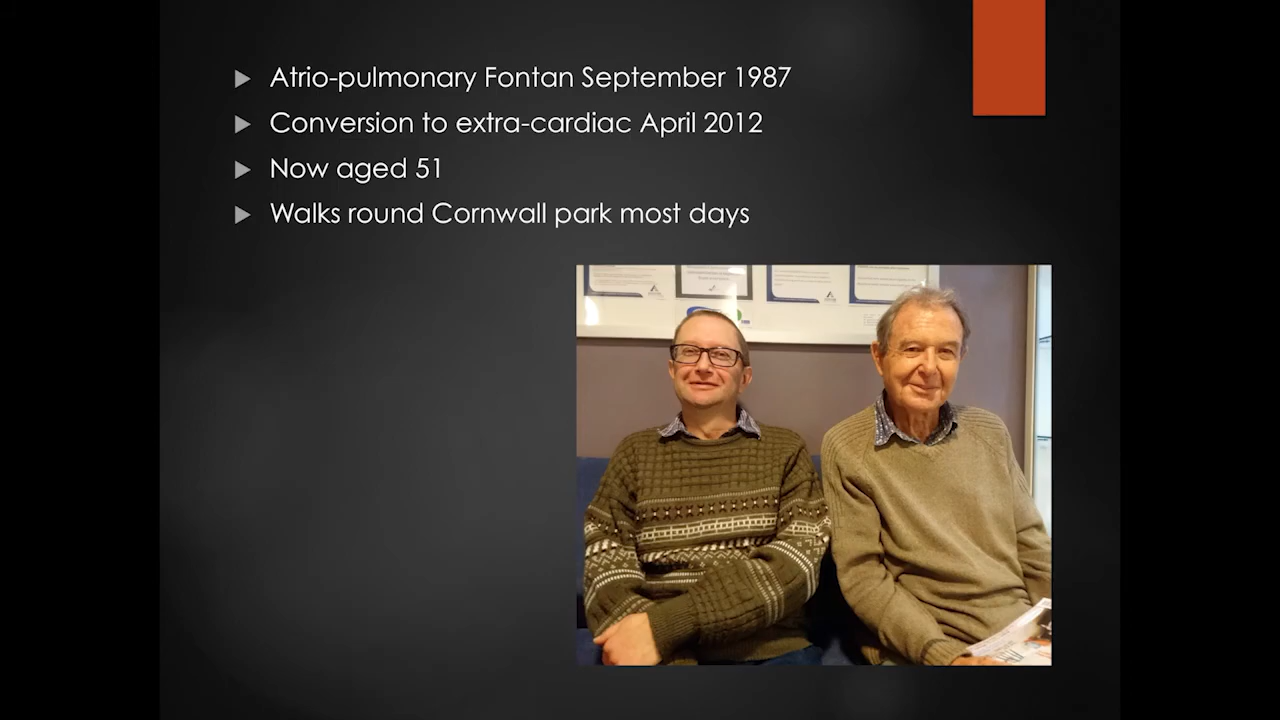 Atrio-pulmonary Fontan September 1987
Conversion to extra-cardiac April 2012
Now aged 51
Walks round Cornwall park most days